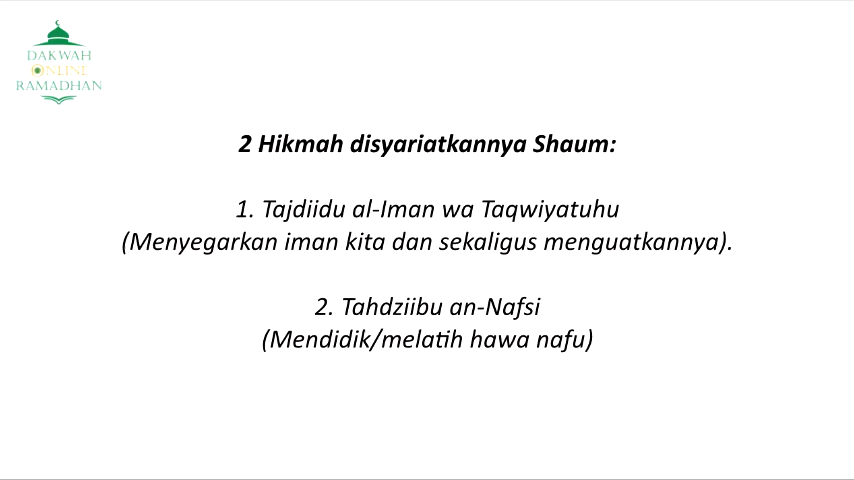 DAKWAH
ONLINE
RAMADHAN
2 Hikmah disyariatkannya Shaum:
1. Tajdiidu al-Iman wa Taqwiyatuhu
(Menyegarkan iman kita dan sekaligus menguatkannya).
2. Tahdziibu an-Nafsi
(Mendidik/melatih hawa nafu)